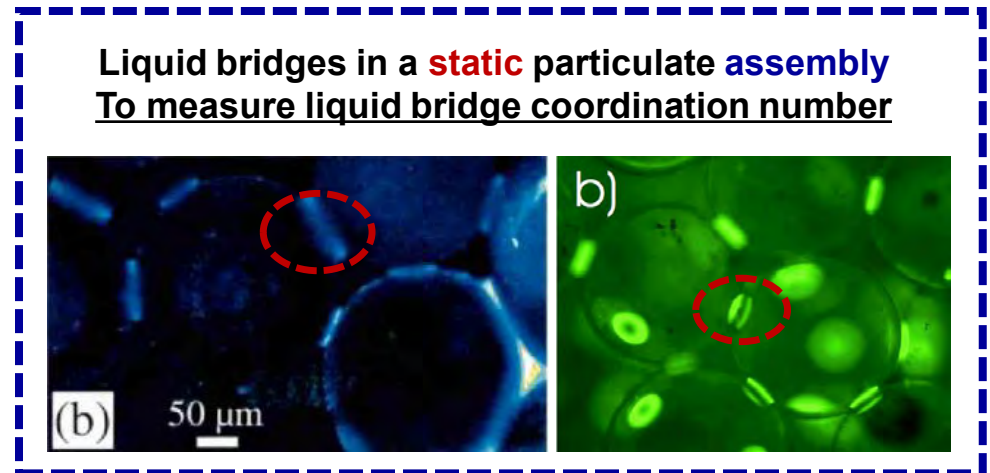 Liquid bridges in a static particulate assembly
To measure liquid bridge coordination number
b)
(b)
50 μm